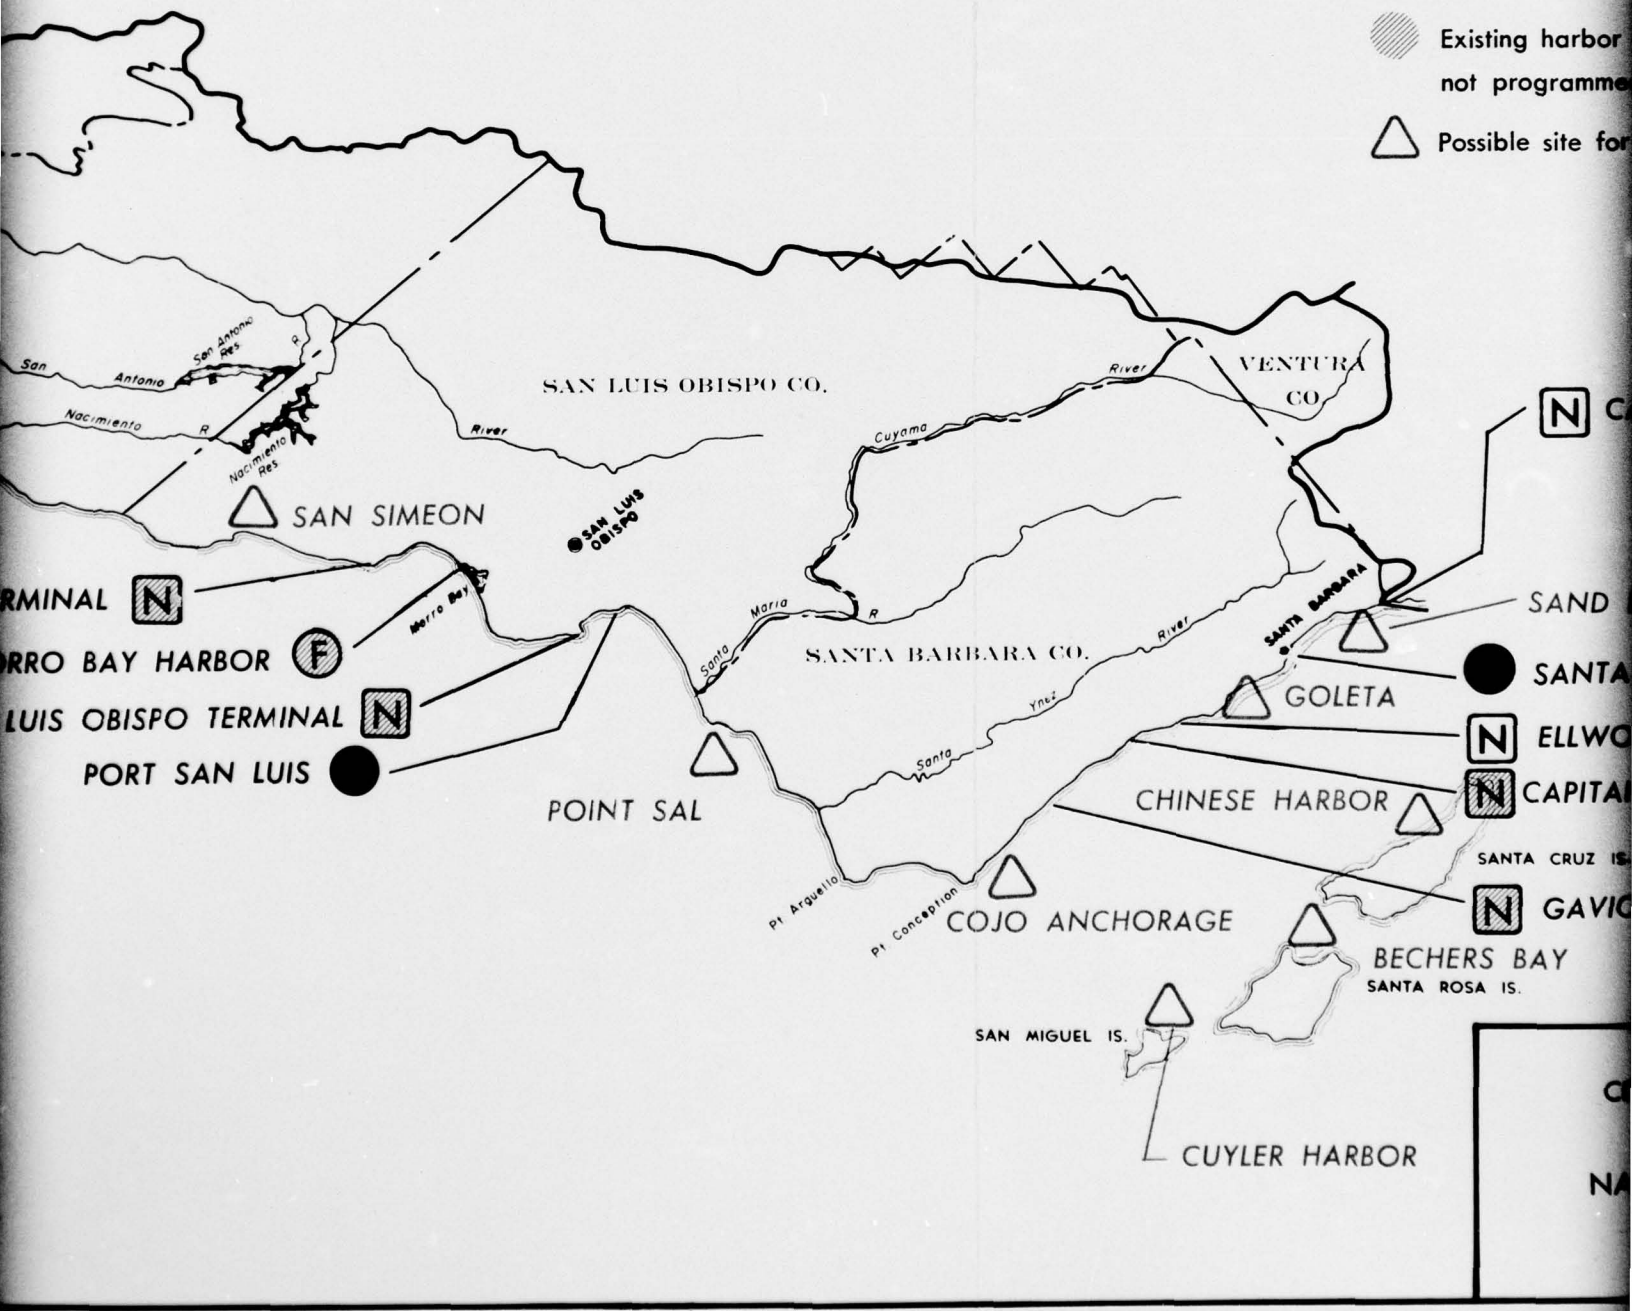 Existing harbor
not programme
Possible site for
San Antonio
Res.
R
San
Antonio
Nacimiento
R
Nacimiento
Res
River
SAN LUIS OBISPO CO.
VENTURA
CO
River
Cuyama
N
SAN SIMEON
SAN LUIS
OBISPO
RMINAL N
Morro Bay
RRO BAY HARBOR F
LUIS OBISPO TERMINAL N
PORT SAN LUIS
Santa
Maria
R
SANTA BARBARA CO.
River
Ynez
Santa
SANTA BARBARA
SAND
SANTA
GOLETA
N ELLWO
POINT SAL
CHINESE HARBOR
N CAPITA
SANTA CRUZ IS.
N GAVIO
Pt Arguello
Pt Conception
COJO ANCHORAGE
BECHERS BAY
SANTA ROSA IS.
SAN MIGUEL IS.
CUYLER HARBOR
NA